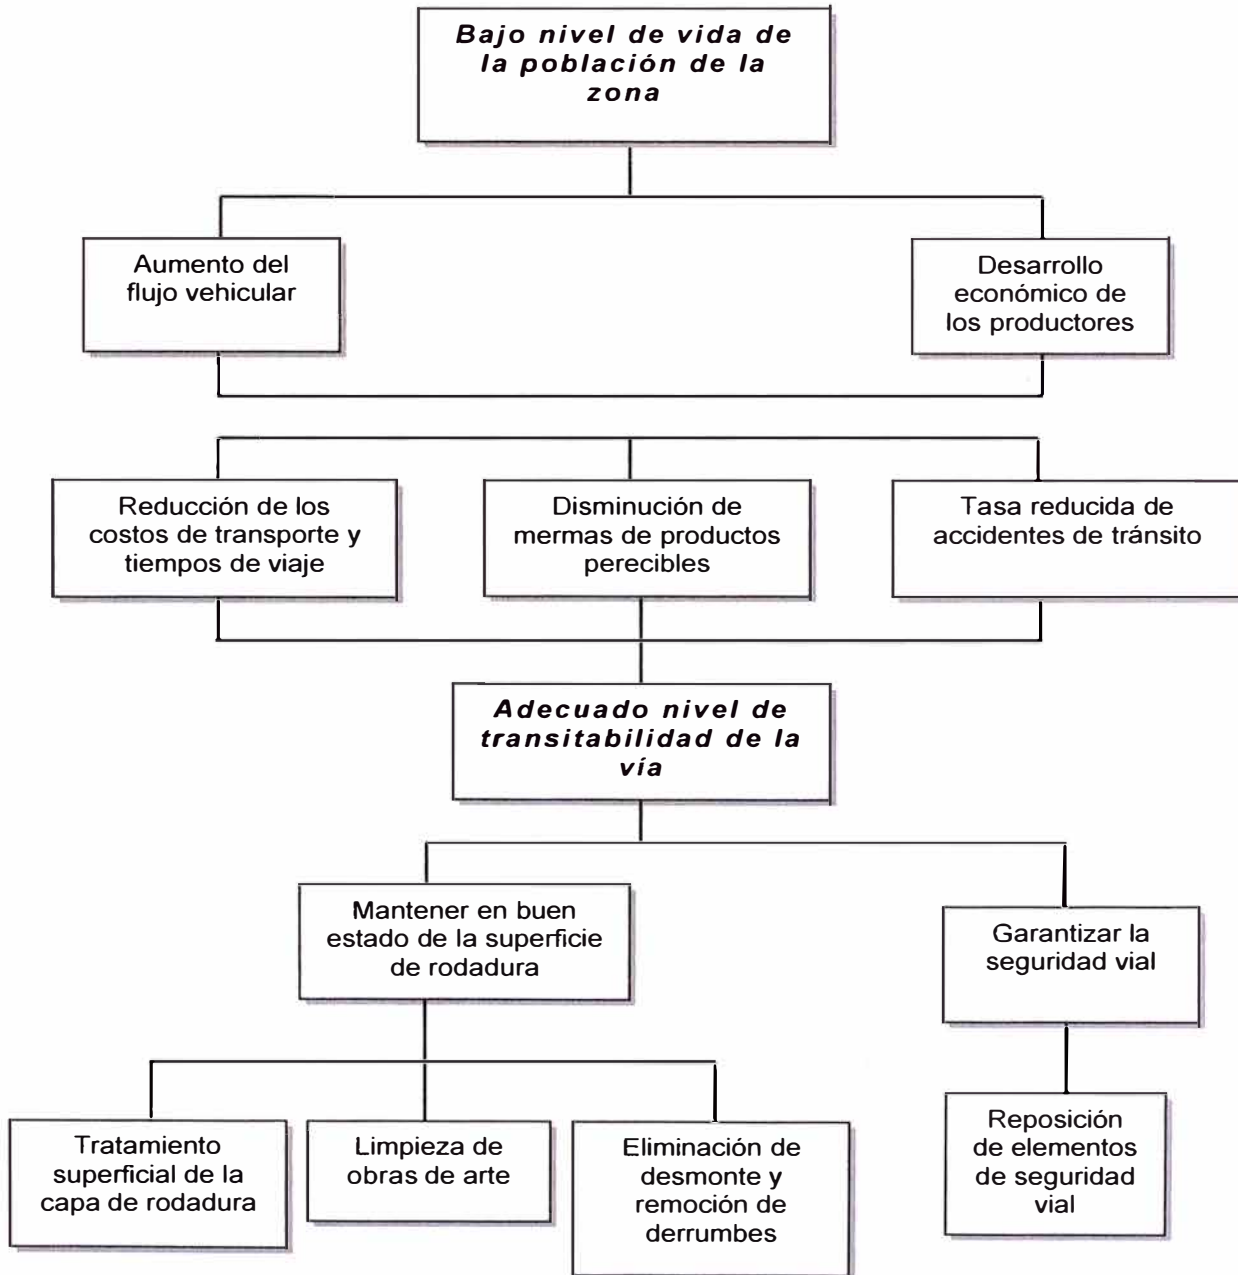 Bajo nivel de vida de
la población de la
zona
Aumento del
flujo vehicular
Desarrollo
económico de
los productores
Reducción de los
costos de transporte y
tiempos de viaje
Disminución de
mermas de productos
perecibles
Tasa reducida de
accidentes de tránsito
Adecuado nivel de
transitabilidad de la
vía
Mantener en buen
estado de la superficie
de rodadura
Garantizar la
seguridad vial
Tratamiento
superficial de la
capa de rodadura
Limpieza de
obras de arte
Eliminación de
desmonte y
remoción de
derrumbes
Reposición
de elementos
de seguridad
vial